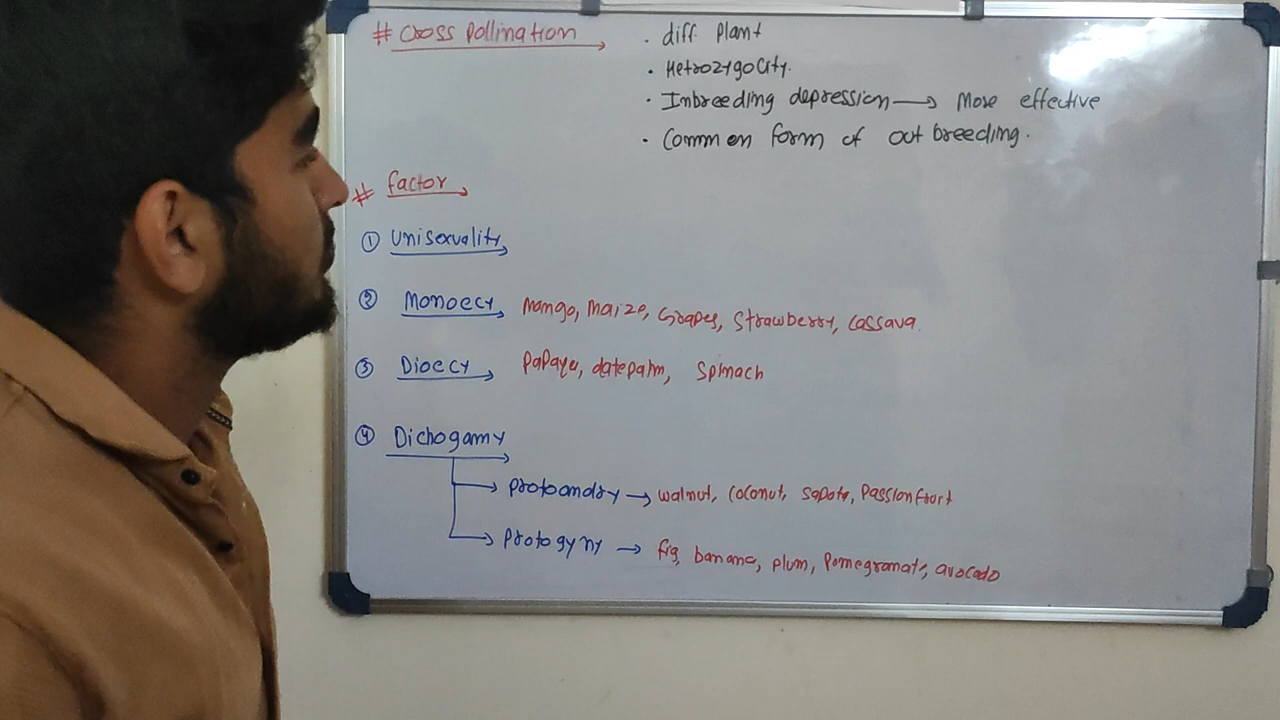 # Cross Pollination
. diff. Plant
. Hetrozygocity.
. Inbreeding depression → More effective
. Common form of out breeding.
# factor
① Unisexuality
② Monoecy Mango, Maize, Grapes, Strawberry, Cassava.
③ Dioecy Papaya, datepalm, Spinach
④ Dichogamy
Protoandry → walnut, Coconut, Sapota, Passion fruit
Protogyny → fig, banana, plum, Pomegranate, avocado